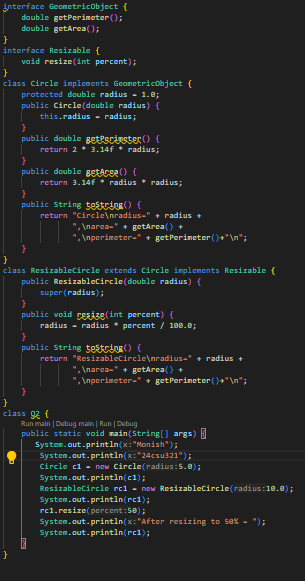 interface GeometricObject {
    double getPerimeter();
    double getArea();
}
interface Resizable {
    void resize(int percent);
}
class Circle implements GeometricObject {
    protected double radius = 1.0;
    public Circle(double radius) {
        this.radius = radius;
    }
    public double getPerimeter() {
        return 2 * 3.14f * radius;
    }
    public double getArea() {
        return 3.14f * radius * radius;
    }
    public String toString() {
        return "Circle\nradius=" + radius +
                ",\narea=" + getArea() +
                ",\nperimeter=" + getPerimeter()+"\n";
    }
}
class ResizableCircle extends Circle implements Resizable {
    public ResizableCircle(double radius) {
        super(radius);
    }
    public void resize(int percent) {
        radius = radius * percent / 100.0;
    }
    public String toString() {
        return "ResizableCircle\nradius=" + radius +
                ",\narea=" + getArea() +
                ",\nperimeter=" + getPerimeter()+"\n";
    }
}
class Q2 {
    Run main | Debug main | Run | Debug
    public static void main(String[] args) {
        System.out.println(x:"Monish");
        System.out.println(x:"24csu321");
        Circle c1 = new Circle(radius:5.0);
        System.out.println(c1);
        ResizableCircle rc1 = new ResizableCircle(radius:10.0);
        System.out.println(rc1);
        rc1.resize(percent:50);
        System.out.println(x:"After resizing to 50% = ");
        System.out.println(rc1);
    }
}